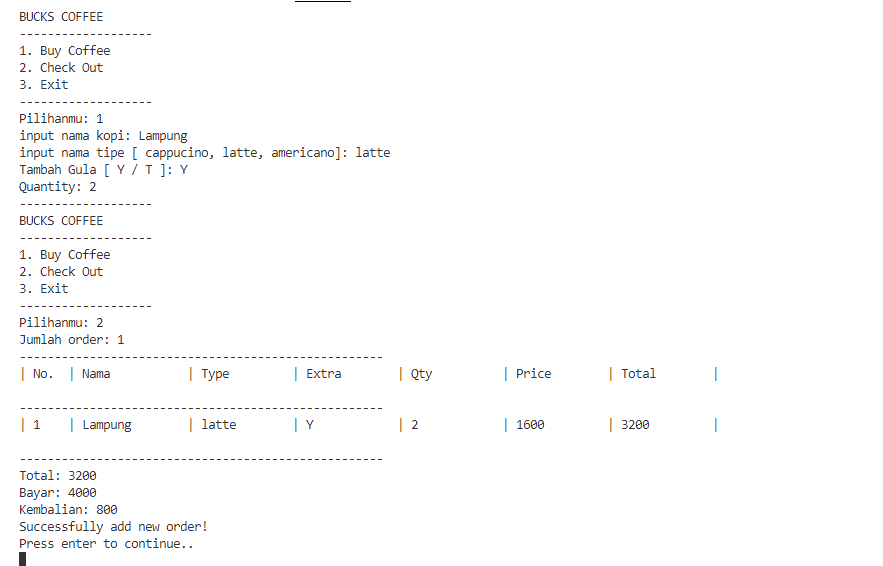 BUCKS COFFEE
-------------------
1. Buy Coffee
2. Check Out
3. Exit
-------------------
Pilihanmu: 1
input nama kopi: Lampung
input nama tipe [ cappucino, latte, americano]: latte
Tambah Gula [ Y / T ]: Y
Quantity: 2
-------------------
BUCKS COFFEE
-------------------
1. Buy Coffee
2. Check Out
3. Exit
-------------------
Pilihanmu: 2
Jumlah order: 1
----------------------------------------------------
| No. | Nama | Type | Extra | Qty | Price | Total |
----------------------------------------------------
| 1 | Lampung | latte | Y | 2 | 1600 | 3200 |
----------------------------------------------------
Total: 3200
Bayar: 4000
Kembalian: 800
Successfully add new order!
Press enter to continue..